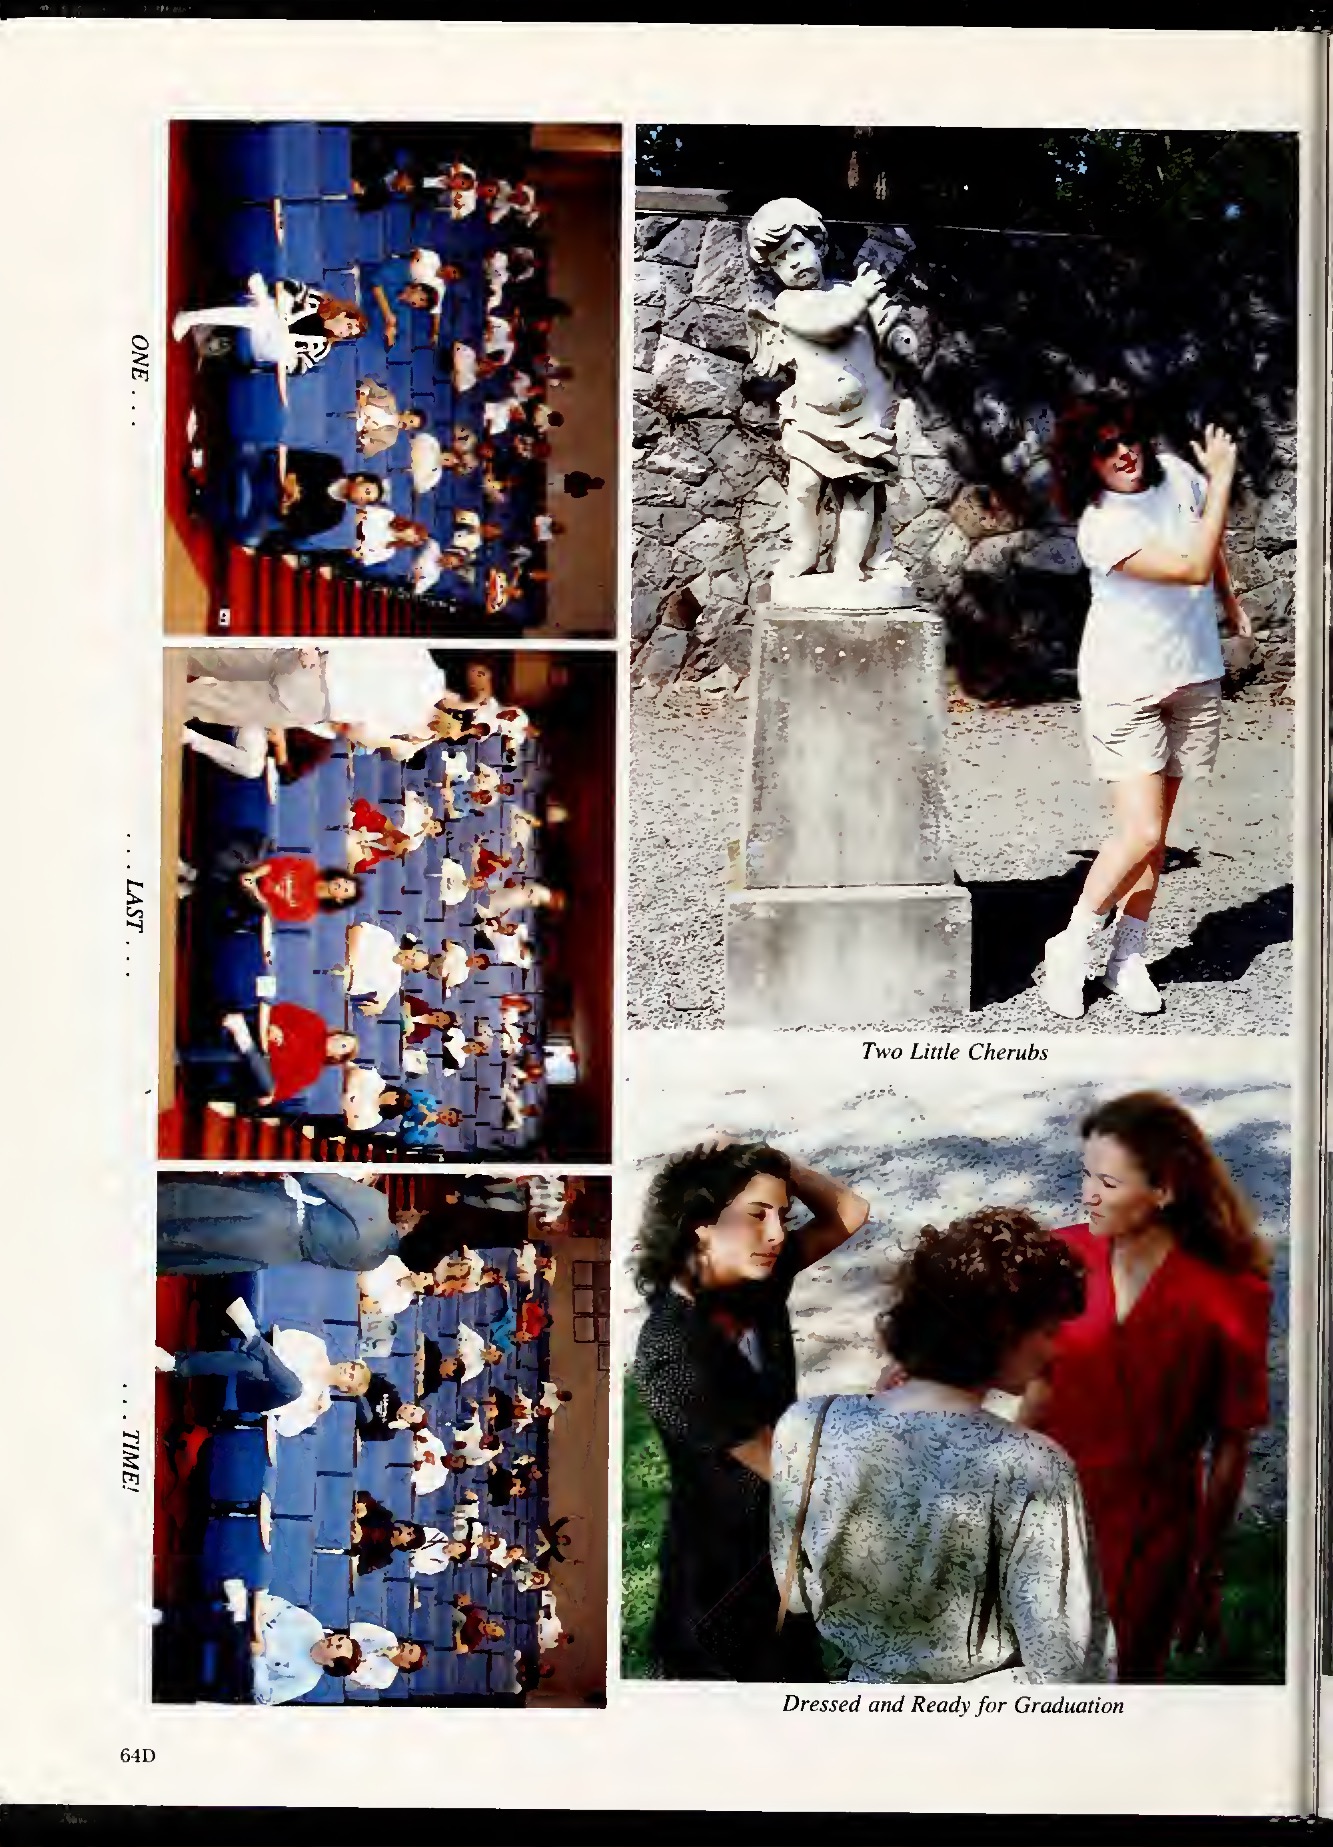 ONE . . .
. . . LAST . . .
. . . TIME!
Two Little Cherubs
Dressed and Ready for Graduation
64D